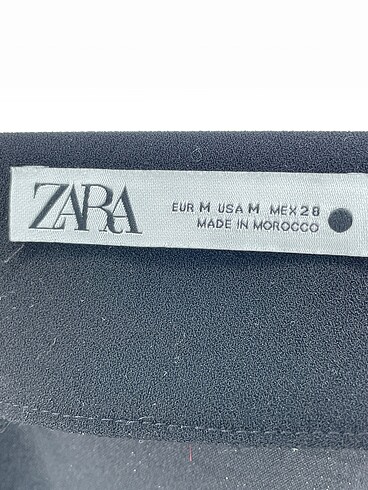 ZARA
EUR M USA M MEX 28
MADE IN MOROCCO